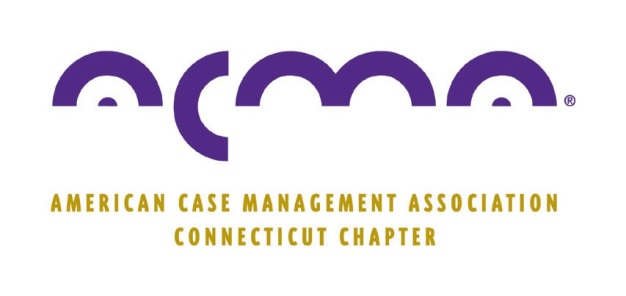 acma®
AMERICAN CASE MANAGEMENT ASSOCIATION
CONNECTICUT CHAPTER